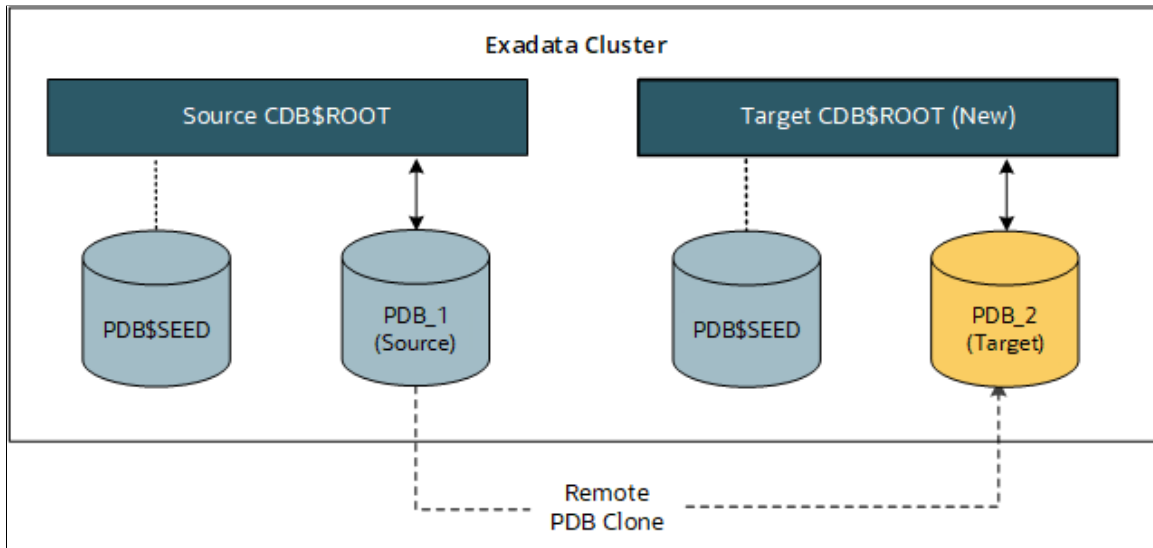 Exadata Cluster
Source CDB$ROOT
Target CDB$ROOT (New)
PDB$SEED
PDB_1
(Source)
PDB$SEED
PDB_2
(Target)
Remote
PDB Clone